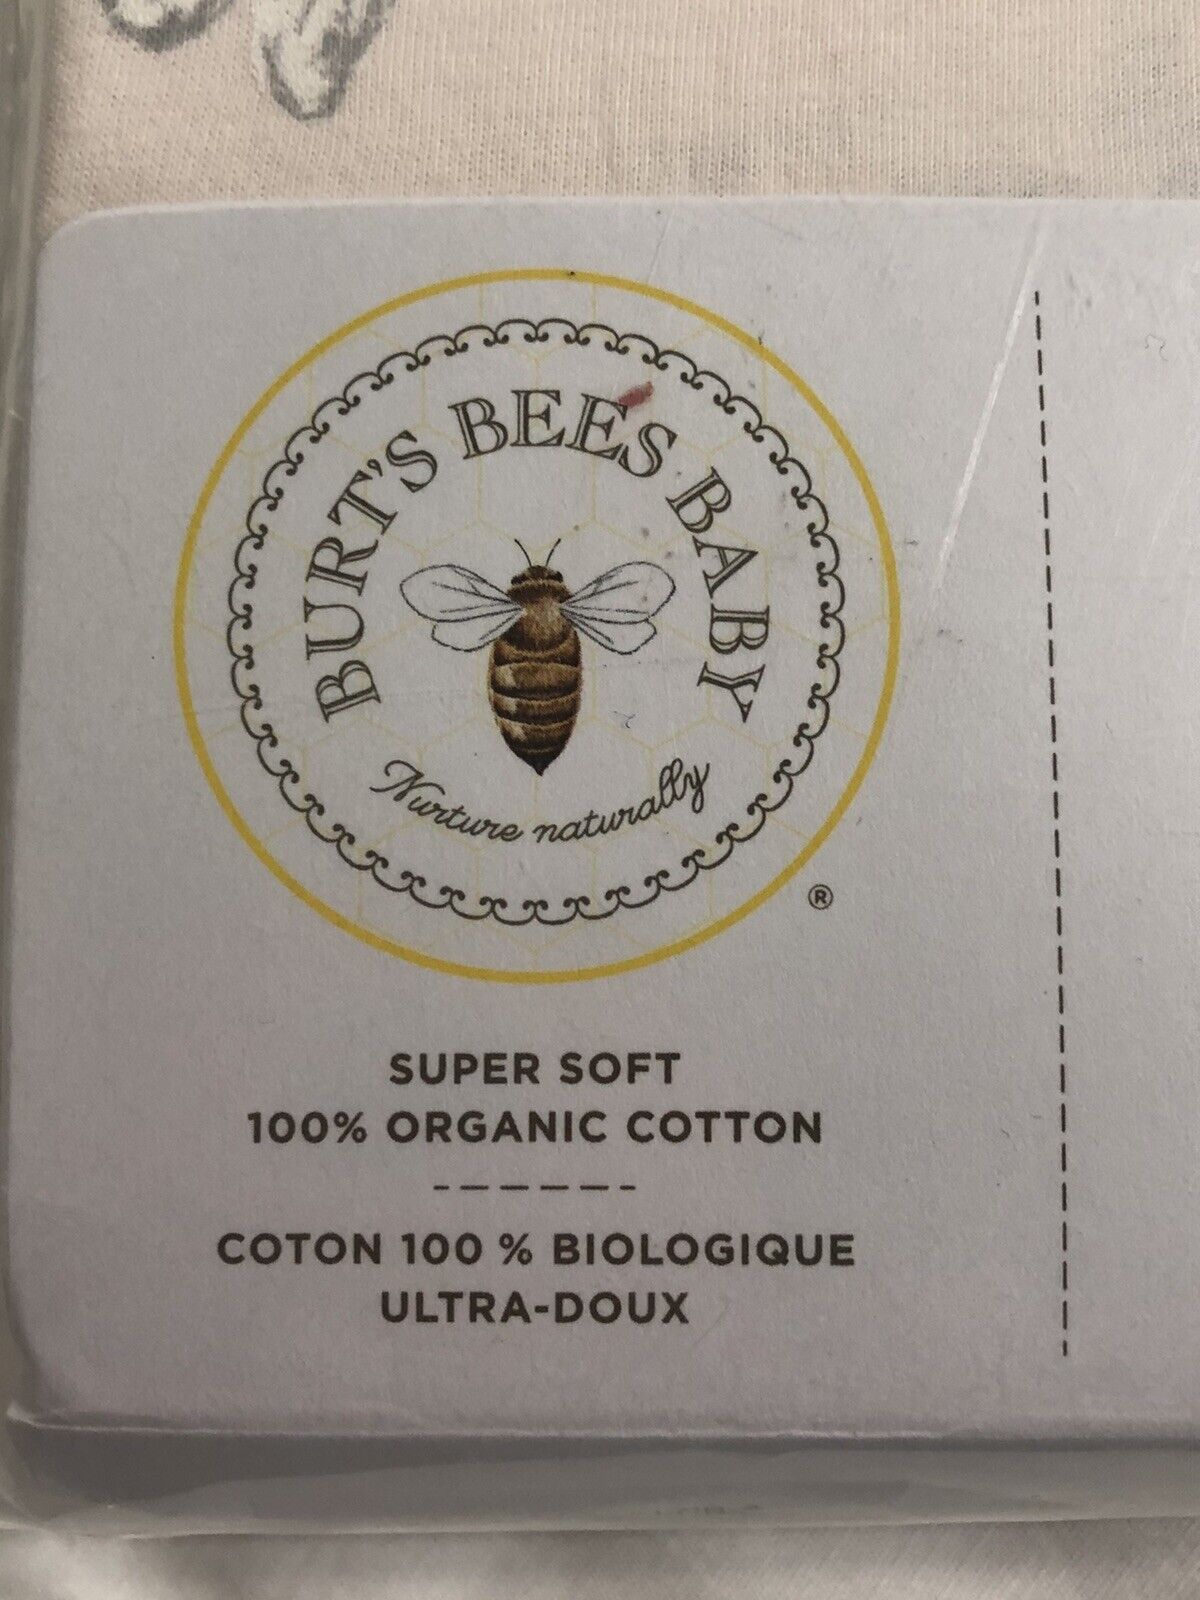 BURT'S BEES BABY
Nurture naturally
®
SUPER SOFT
100% ORGANIC COTTON
COTON 100 % BIOLOGIQUE
ULTRA-DOUX